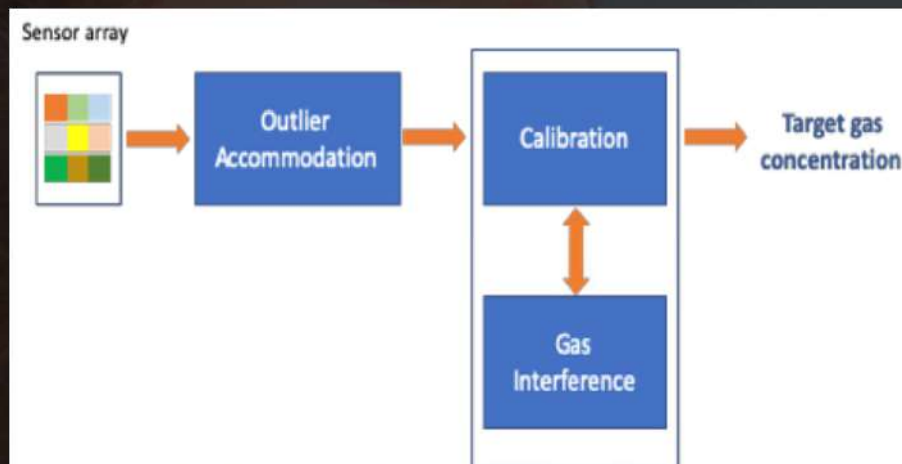 Sensor array
Outlier
Accommodation
Calibration
Target gas
concentration
Gas
Interference